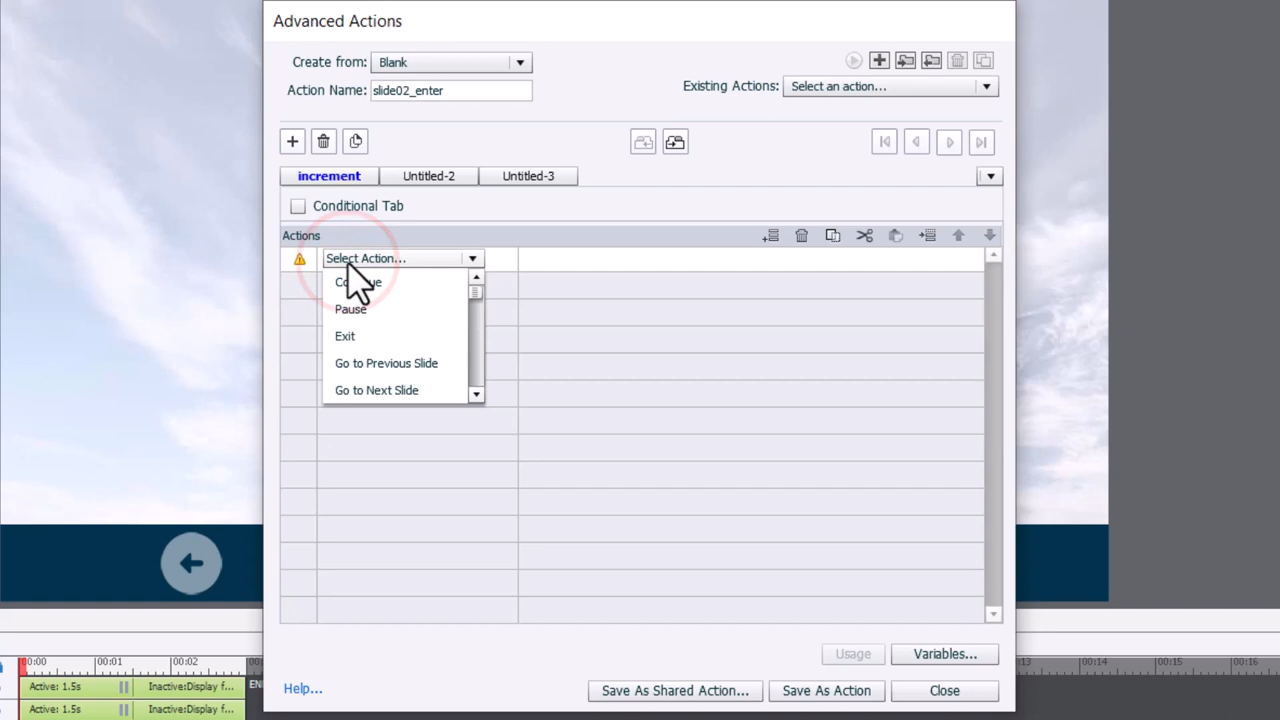 Advanced Actions
Create from: Blank
Action Name: slide02_enter
Existing Actions: Select an action...
increment Untitled-2 Untitled-3
Conditional Tab
Actions
Select Action...
Pause
Exit
Go to Previous Slide
Go to Next Slide
Usage Variables...
Help... Save As Shared Action... Save As Action Close
00:00 00:01 00:02 00:14 00:15 00:16
Active: 1.5s Inactive:Display f...
Active: 1.5s Inactive:Display f...